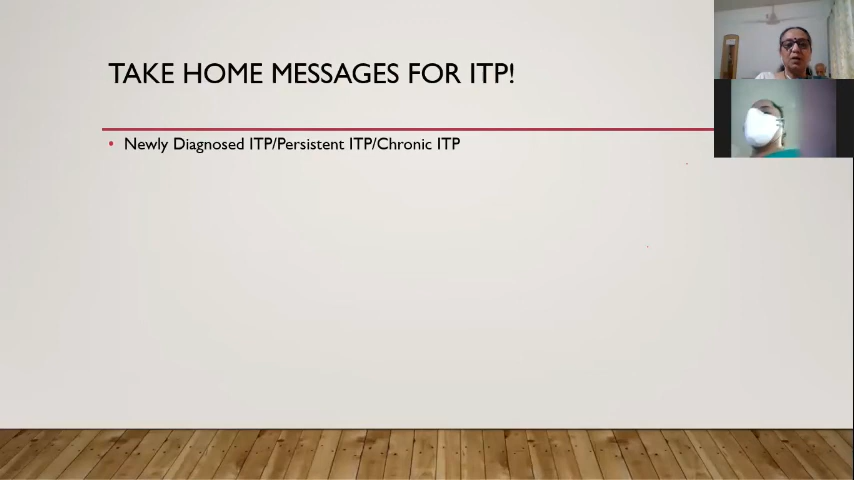 TAKE HOME MESSAGES FOR ITP!
• Newly Diagnosed ITP/Persistent ITP/Chronic ITP